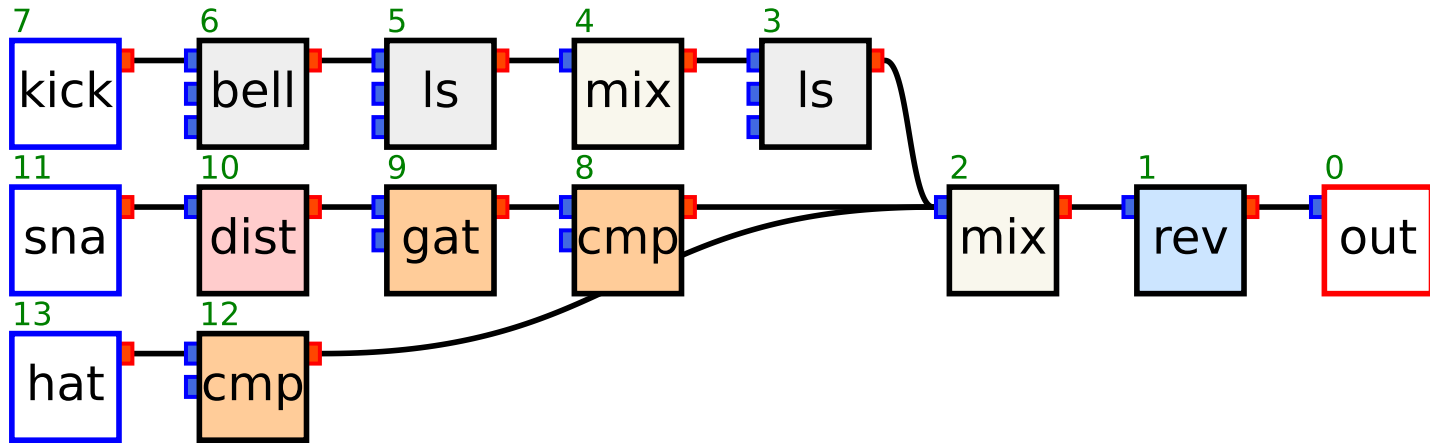 7 6 5 4 3
kick bell ls mix ls
11 10 9 8 2 1 0
sna dist gat cmp mix rev out
13 12
hat cmp